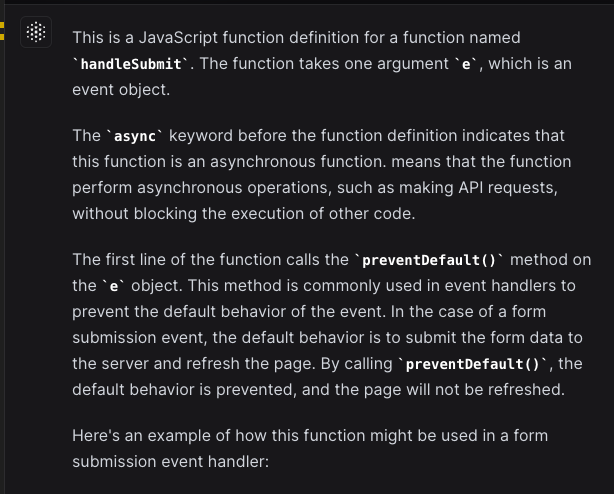 This is a JavaScript function definition for a function named
`handleSubmit`. The function takes one argument `e`, which is an
event object.
The `async` keyword before the function definition indicates that
this function is an asynchronous function. means that the function
perform asynchronous operations, such as making API requests,
without blocking the execution of other code.
The first line of the function calls the `preventDefault()` method on
the `e` object. This method is commonly used in event handlers to
prevent the default behavior of the event. In the case of a form
submission event, the default behavior is to submit the form data to
the server and refresh the page. By calling `preventDefault()`, the
default behavior is prevented, and the page will not be refreshed.
Here's an example of how this function might be used in a form
submission event handler: